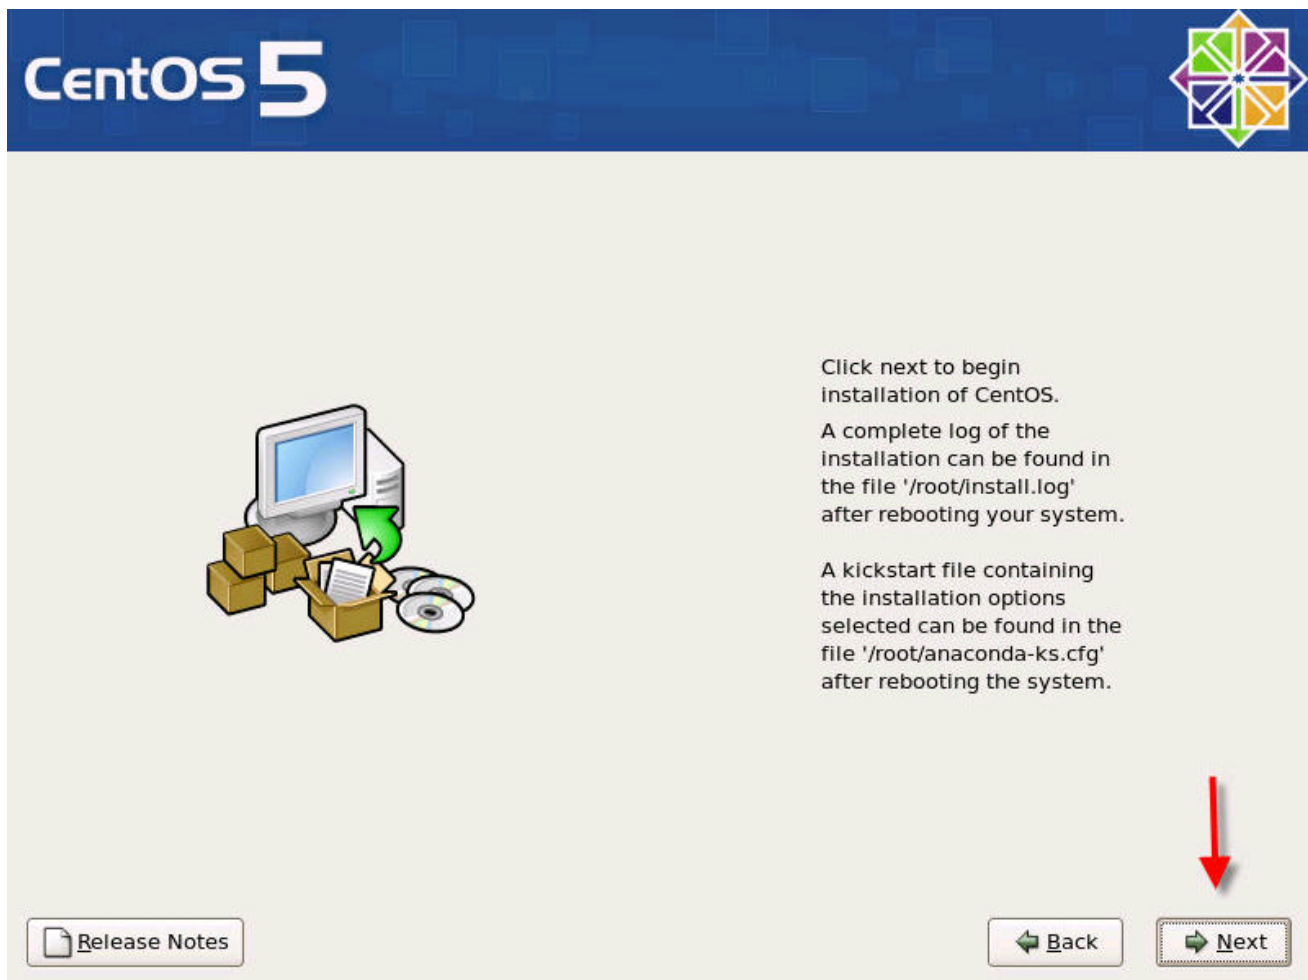 CentOS 5
Click next to begin
installation of CentOS.
A complete log of the
installation can be found in
the file '/root/install.log'
after rebooting your system.
A kickstart file containing
the installation options
selected can be found in the
file '/root/anaconda-ks.cfg'
after rebooting the system.
Release Notes
Back
Next